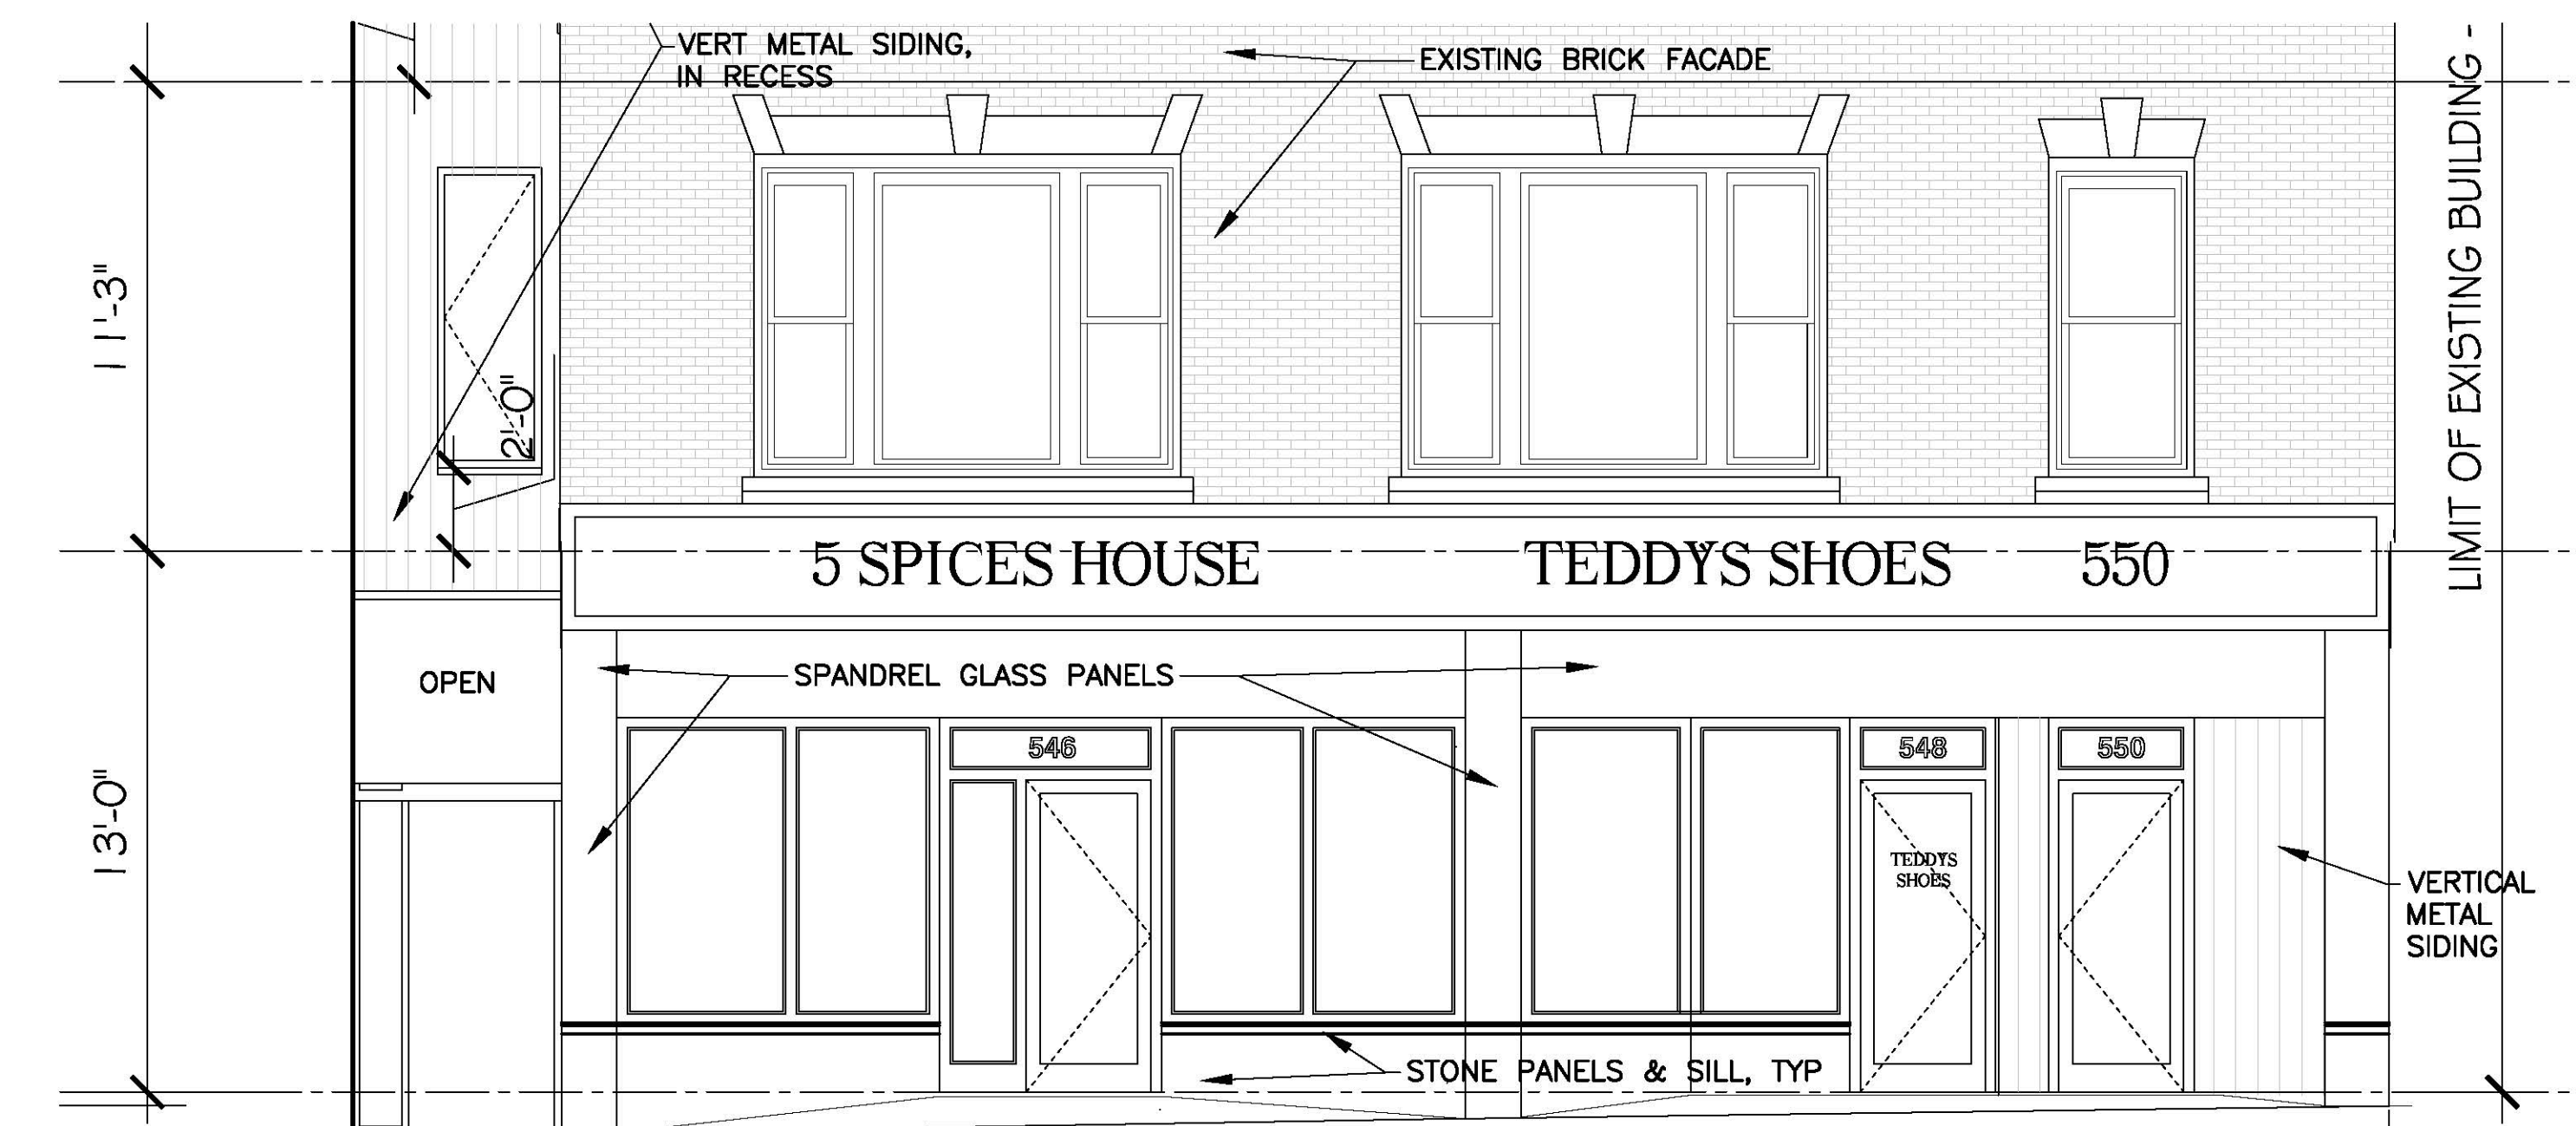 VERT METAL SIDING,
IN RECESS
EXISTING BRICK FACADE
LIMIT OF EXISTING BUILDING -
11'-3"
2'-0"
5 SPICES HOUSE
TEDDYS SHOES
550
OPEN
SPANDREL GLASS PANELS
546
548
550
13'-0"
TEDDYS
SHOES
VERTICAL
METAL
SIDING
STONE PANELS & SILL, TYP